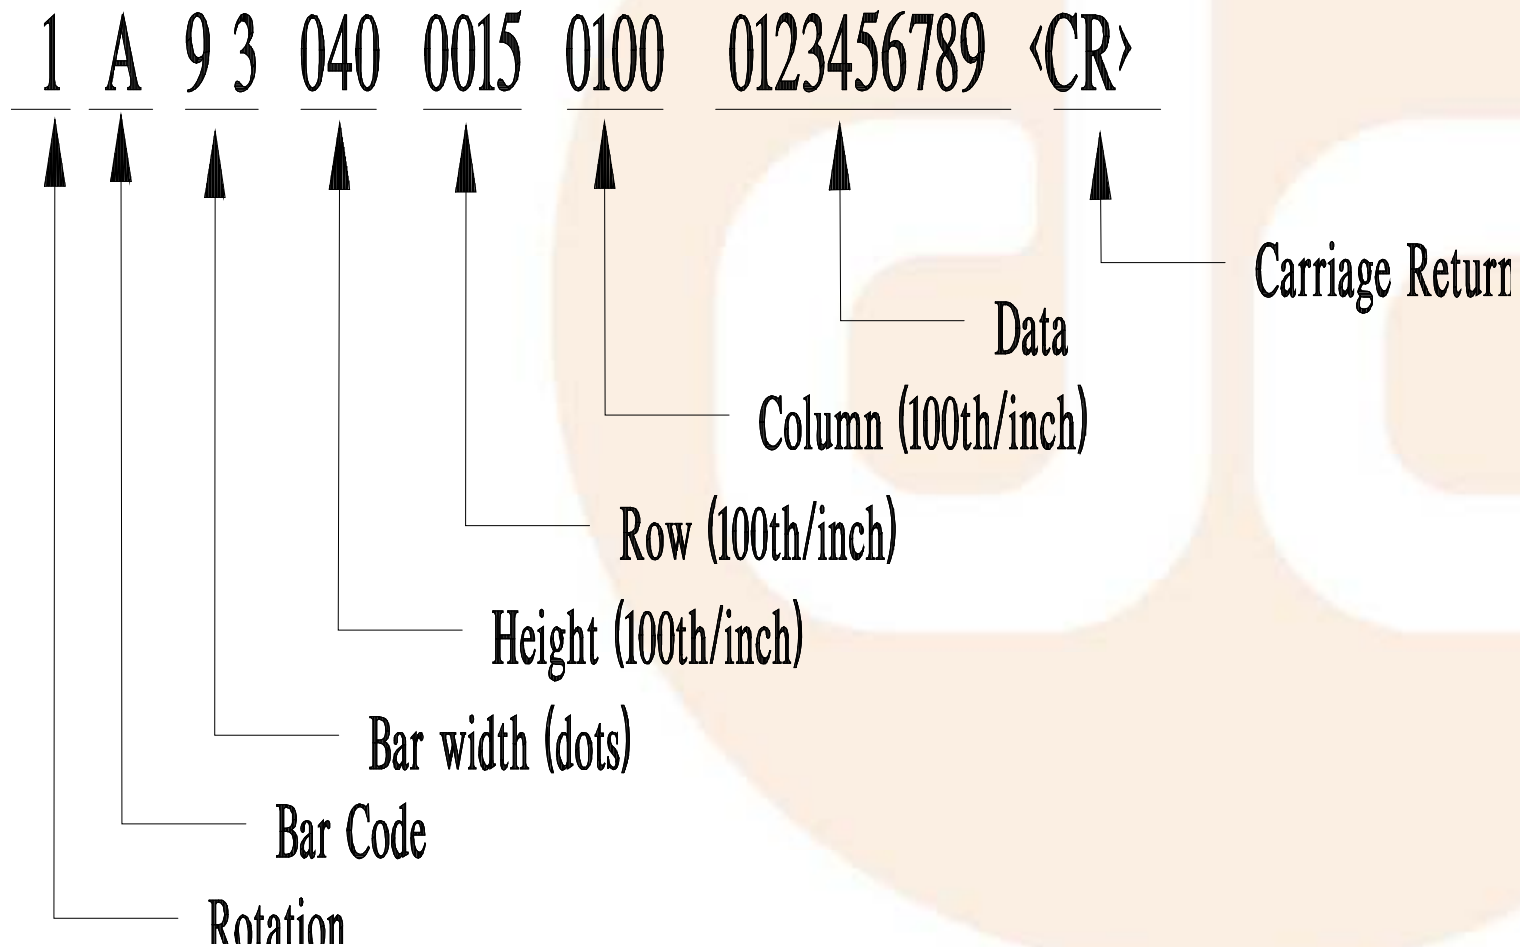 1 A 9 3 040 0015 0100 0123456789 <CR>
Carriage Return
Data
Column (100th/inch)
Row (100th/inch)
Height (100th/inch)
Bar width (dots)
Bar Code
Rotation